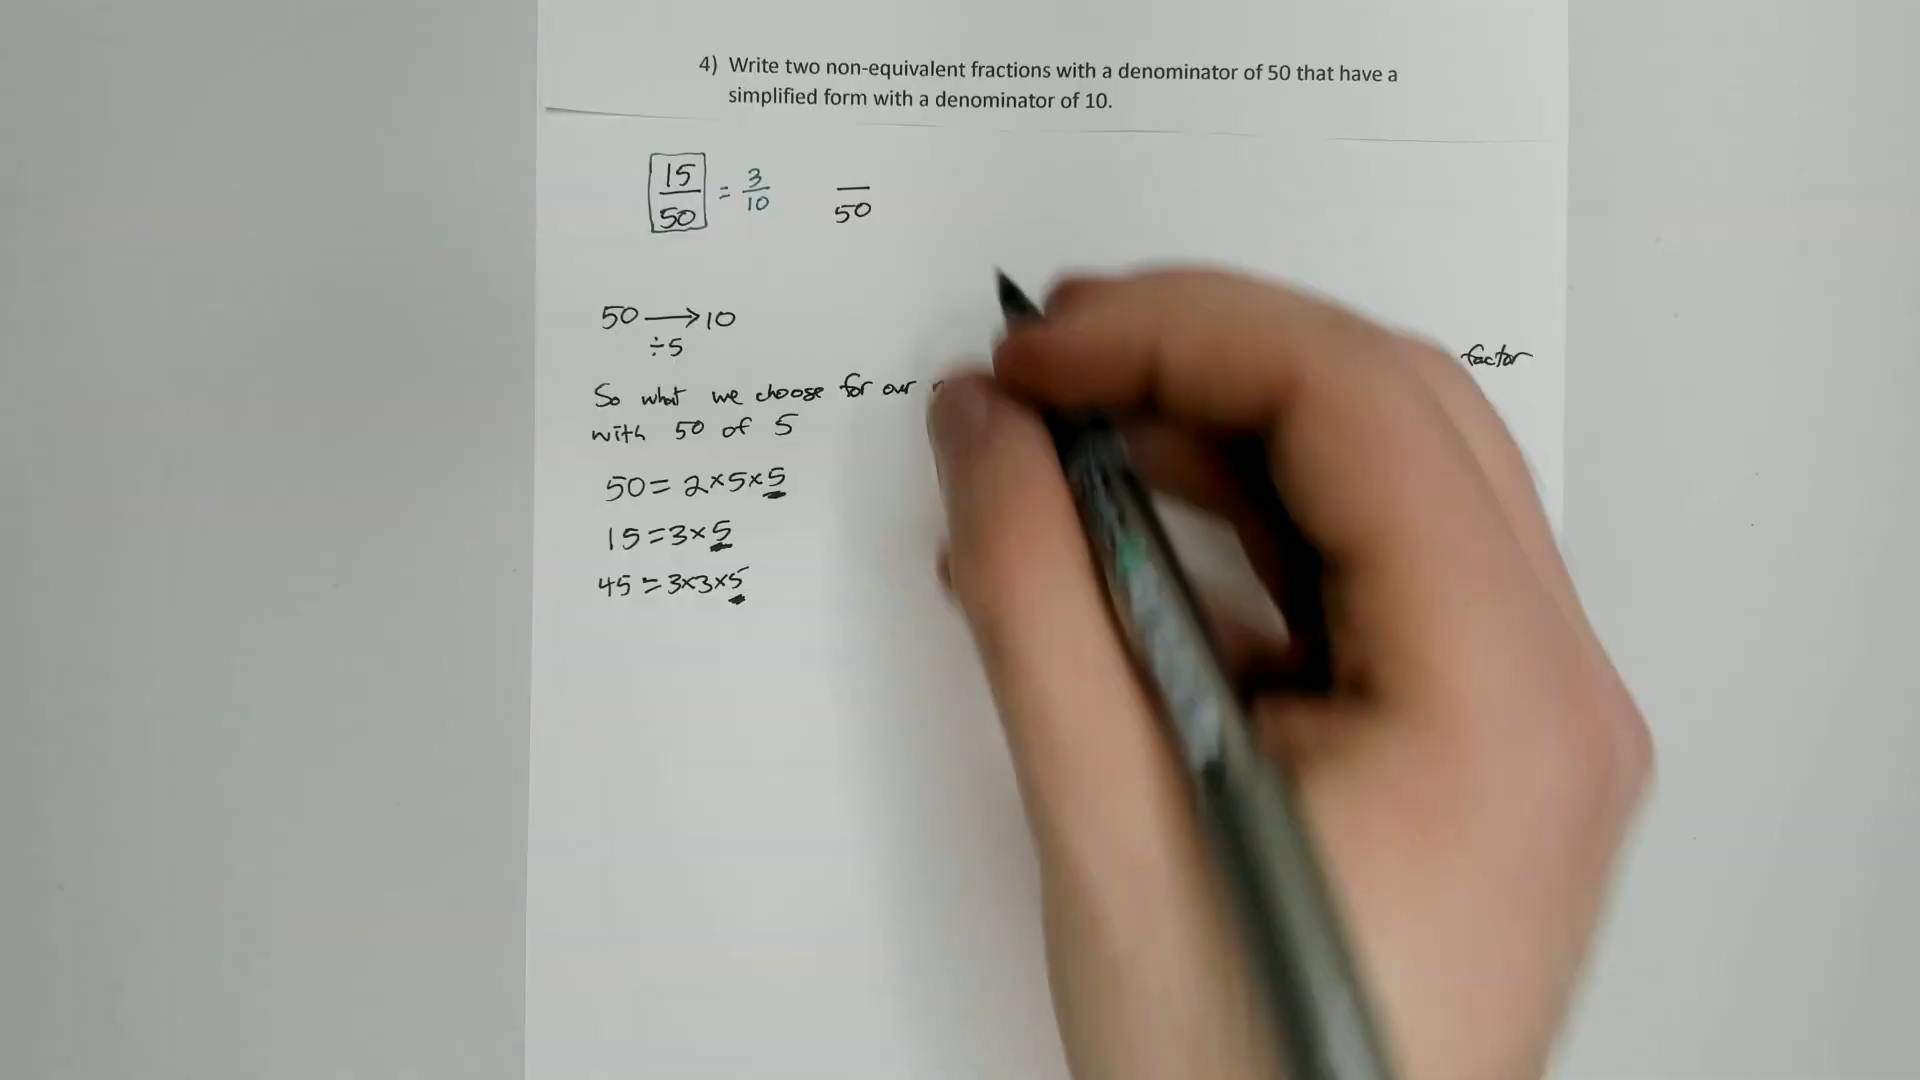 4) Write two non-equivalent fractions with a denominator of 50 that have a
simplified form with a denominator of 10.
15/50 = 3/10   —/50
50 → 10
÷5
factor
So what we choose for our
with 50 of 5
50 = 2×5×5
15 = 3×5
45 = 3×3×5